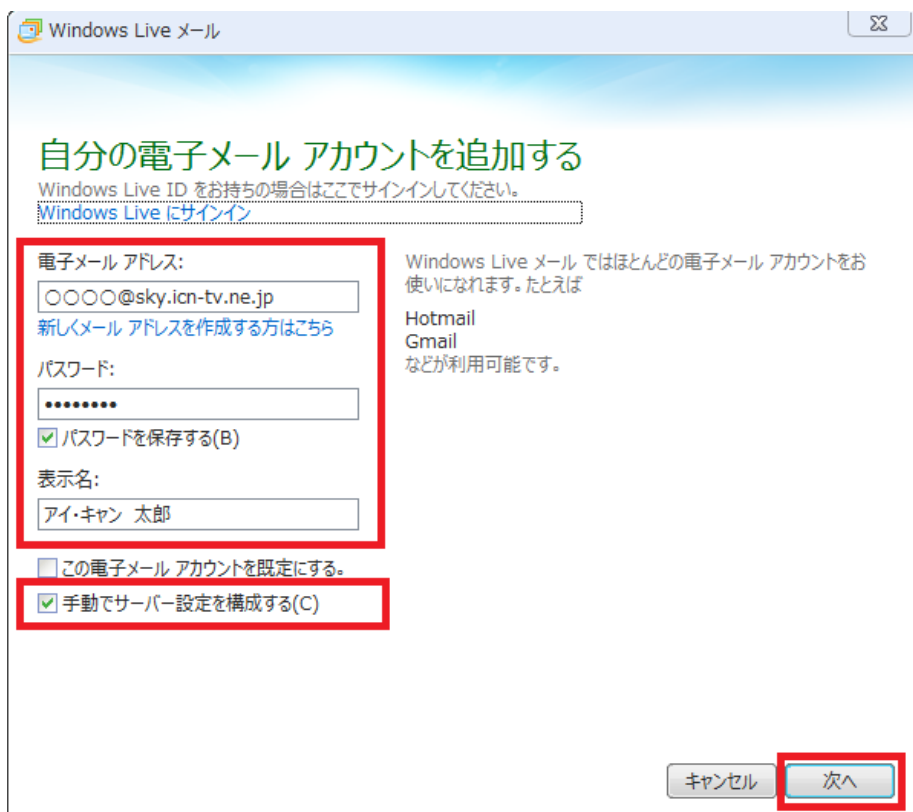 Windows Live メール
自分の電子メール アカウントを追加する
Windows Live ID をお持ちの場合はここでサインインしてください。
Windows Live にサインイン
電子メール アドレス:
○○○○@sky.icn-tv.ne.jp
新しくメール アドレスを作成する方はこちら
パスワード:
••••••••
パスワードを保存する(B)
表示名:
アイ・キャン 太郎
この電子メール アカウントを既定にする。
手動でサーバー設定を構成する(C)
Windows Live メール ではほとんどの電子メール アカウントをお
使いになれます。たとえば
Hotmail
Gmail
などが利用可能です。
キャンセル
次へ